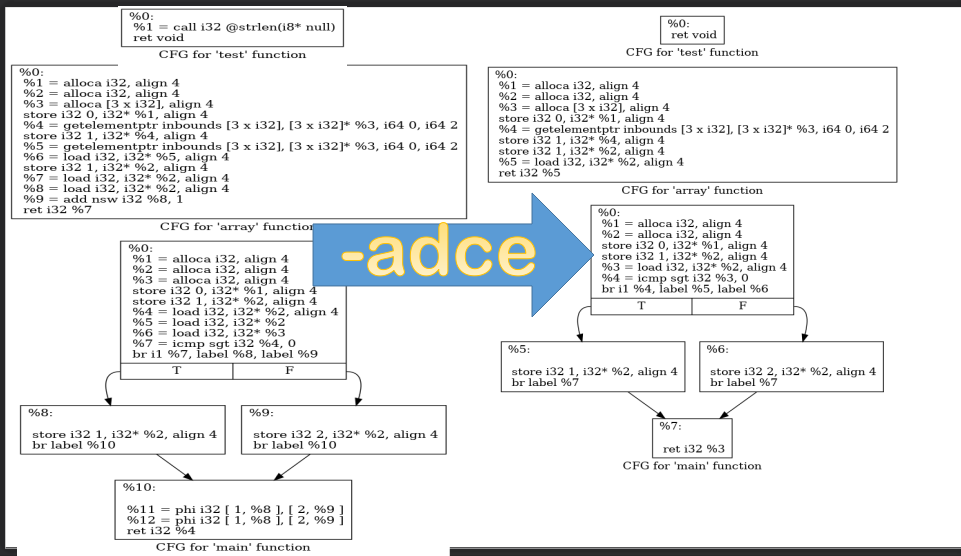 %0:
%1 = call i32 @strlen(i8* null)
ret void
CFG for 'test' function
%0:
%1 = alloca i32, align 4
%2 = alloca i32, align 4
%3 = alloca [3 x i32], align 4
store i32 0, i32* %1, align 4
%4 = getelementptr inbounds [3 x i32], [3 x i32]* %3, i64 0, i64 2
store i32 1, i32* %4, align 4
%5 = getelementptr inbounds [3 x i32], [3 x i32]* %3, i64 0, i64 2
%6 = load i32, i32* %5, align 4
store i32 1, i32* %2, align 4
%7 = load i32, i32* %2, align 4
%8 = load i32, i32* %2, align 4
%9 = add nsw i32 %8, 1
ret i32 %7
CFG for 'array' function
%0:
%1 = alloca i32, align 4
%2 = alloca i32, align 4
%3 = alloca i32, align 4
store i32 0, i32* %1, align 4
store i32 1, i32* %2, align 4
%4 = load i32, i32* %2, align 4
%5 = load i32, i32* %2
%6 = load i32, i32* %3
%7 = icmp sgt i32 %4, 0
br i1 %7, label %8, label %9
T F
%8:
store i32 1, i32* %2, align 4
br label %10
%9:
store i32 2, i32* %2, align 4
br label %10
%10:
%11 = phi i32 [ 1, %8 ], [ 2, %9 ]
%12 = phi i32 [ 1, %8 ], [ 2, %9 ]
ret i32 %4
CFG for 'main' function
-adce
%0:
ret void
CFG for 'test' function
%0:
%1 = alloca i32, align 4
%2 = alloca i32, align 4
%3 = alloca [3 x i32], align 4
store i32 0, i32* %1, align 4
%4 = getelementptr inbounds [3 x i32], [3 x i32]* %3, i64 0, i64 2
store i32 1, i32* %4, align 4
store i32 1, i32* %2, align 4
%5 = load i32, i32* %2, align 4
ret i32 %5
CFG for 'array' function
%0:
%1 = alloca i32, align 4
%2 = alloca i32, align 4
store i32 0, i32* %1, align 4
store i32 1, i32* %2, align 4
%3 = load i32, i32* %2, align 4
%4 = icmp sgt i32 %3, 0
br i1 %4, label %5, label %6
T F
%5:
store i32 1, i32* %2, align 4
br label %7
%6:
store i32 2, i32* %2, align 4
br label %7
%7:
ret i32 %3
CFG for 'main' function